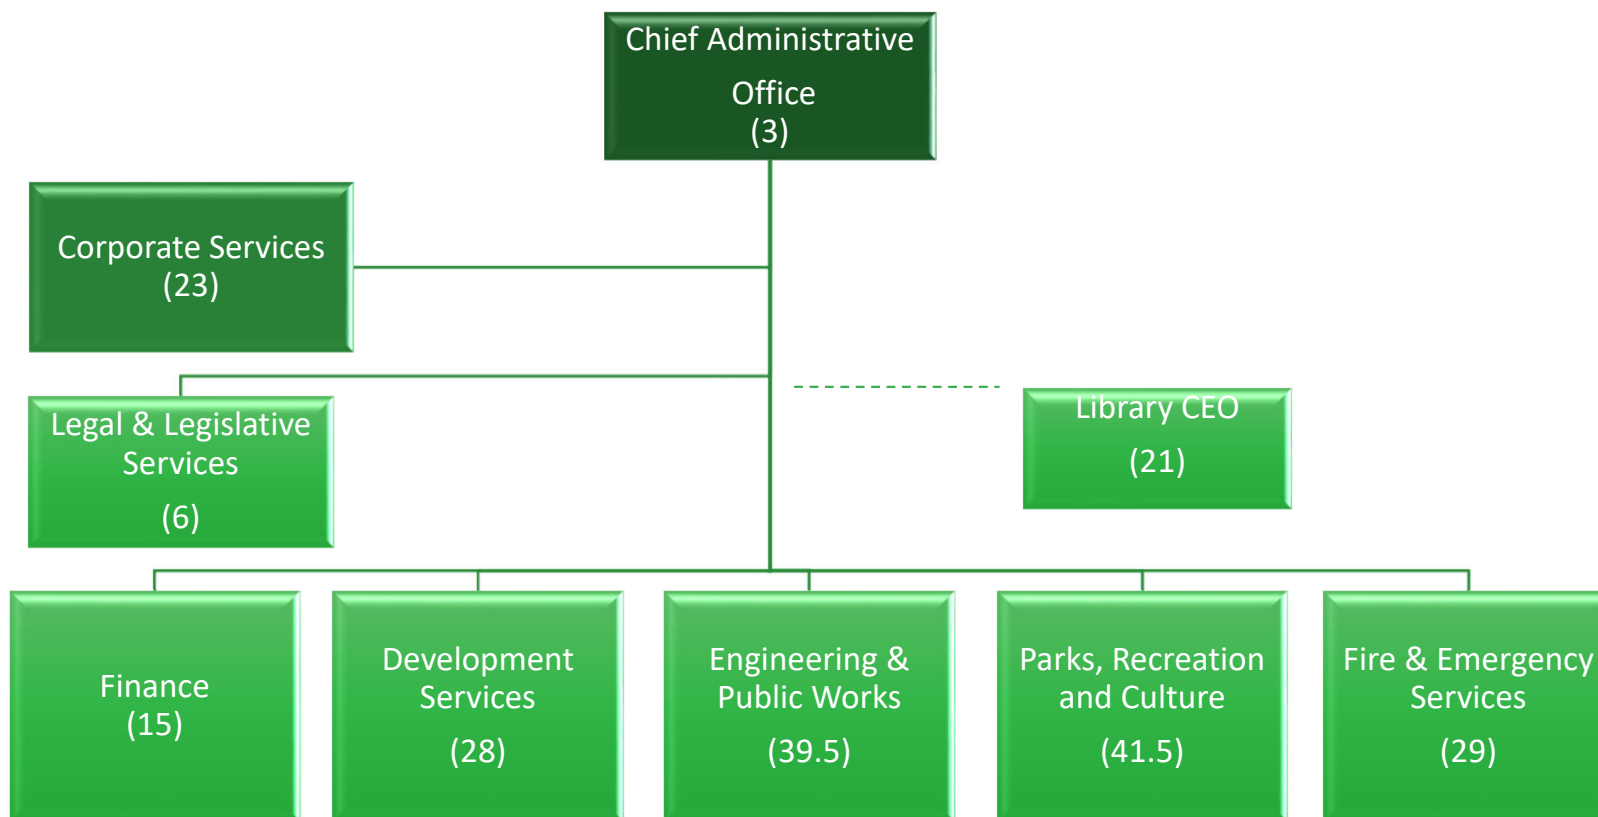 Chief Administrative
Office
(3)
Corporate Services
(23)
Legal & Legislative
Services
(6)
Library CEO
(21)
Finance
(15)
Development
Services
(28)
Engineering &
Public Works
(39.5)
Parks, Recreation
and Culture
(41.5)
Fire & Emergency
Services
(29)